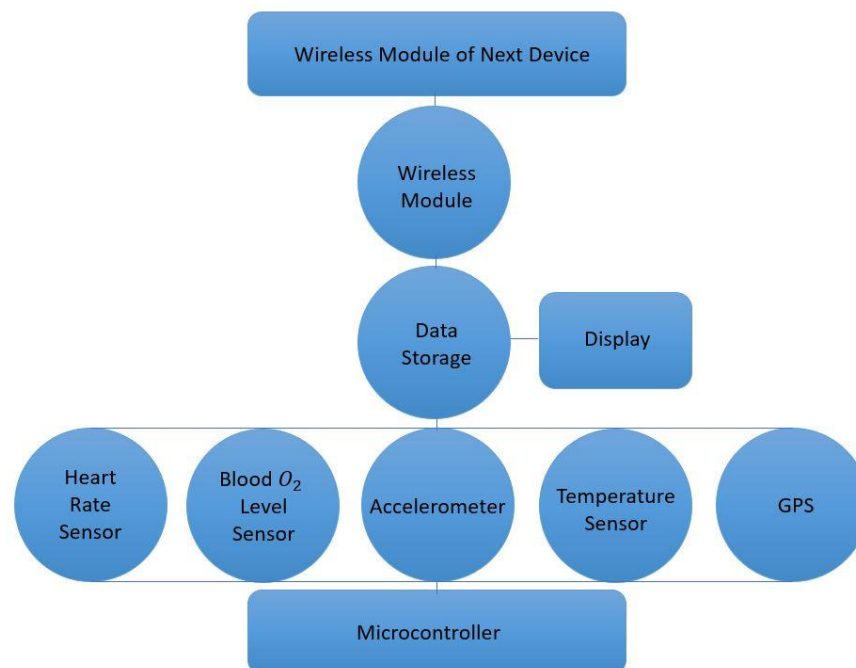 Wireless Module of Next Device
Wireless
Module
Data
Storage
Display
Heart
Rate
Sensor
Blood O₂
Level
Sensor
Accelerometer
Temperature
Sensor
GPS
Microcontroller